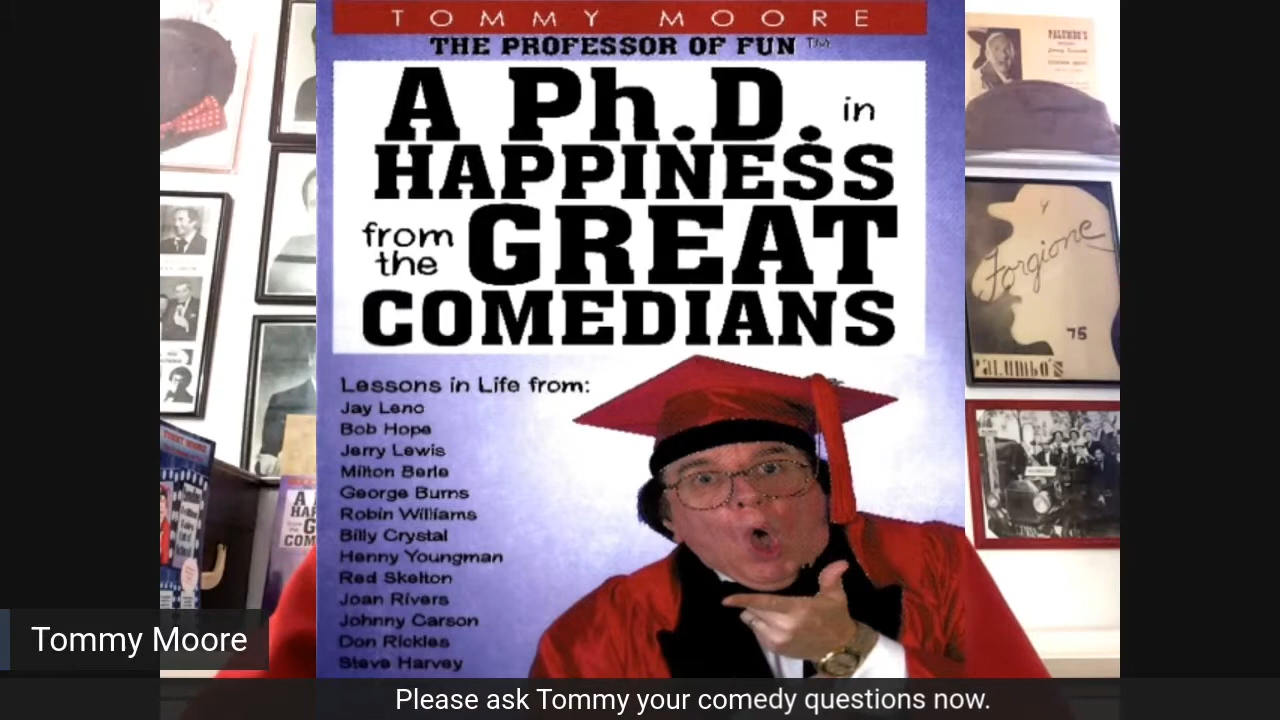 TOMMY MOORE
THE PROFESSOR OF FUN ™
A Ph.D. in
HAPPINESS
from the GREAT
COMEDIANS
Lessons in Life from:
Jay Leno
Bob Hope
Jerry Lewis
Milton Berle
George Burns
Robin Williams
Billy Crystal
Henny Youngman
Red Skelton
Joan Rivers
Johnny Carson
Don Rickles
Steve Harvey
PALUMBO'S
Forgione
75
PALUMBO'S
Tommy Moore
Please ask Tommy your comedy questions now.